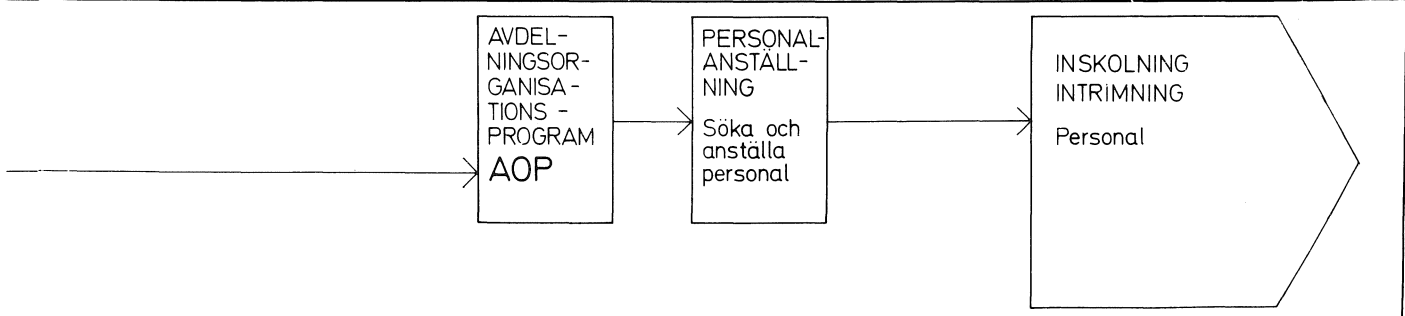 AVDEL-
NINGSOR-
GANISA-
TIONS-
PROGRAM
AOP
PERSONAL-
ANSTÄLL-
NING
Söka och
anställa
personal
INSKOLNING
INTRIMNING
Personal